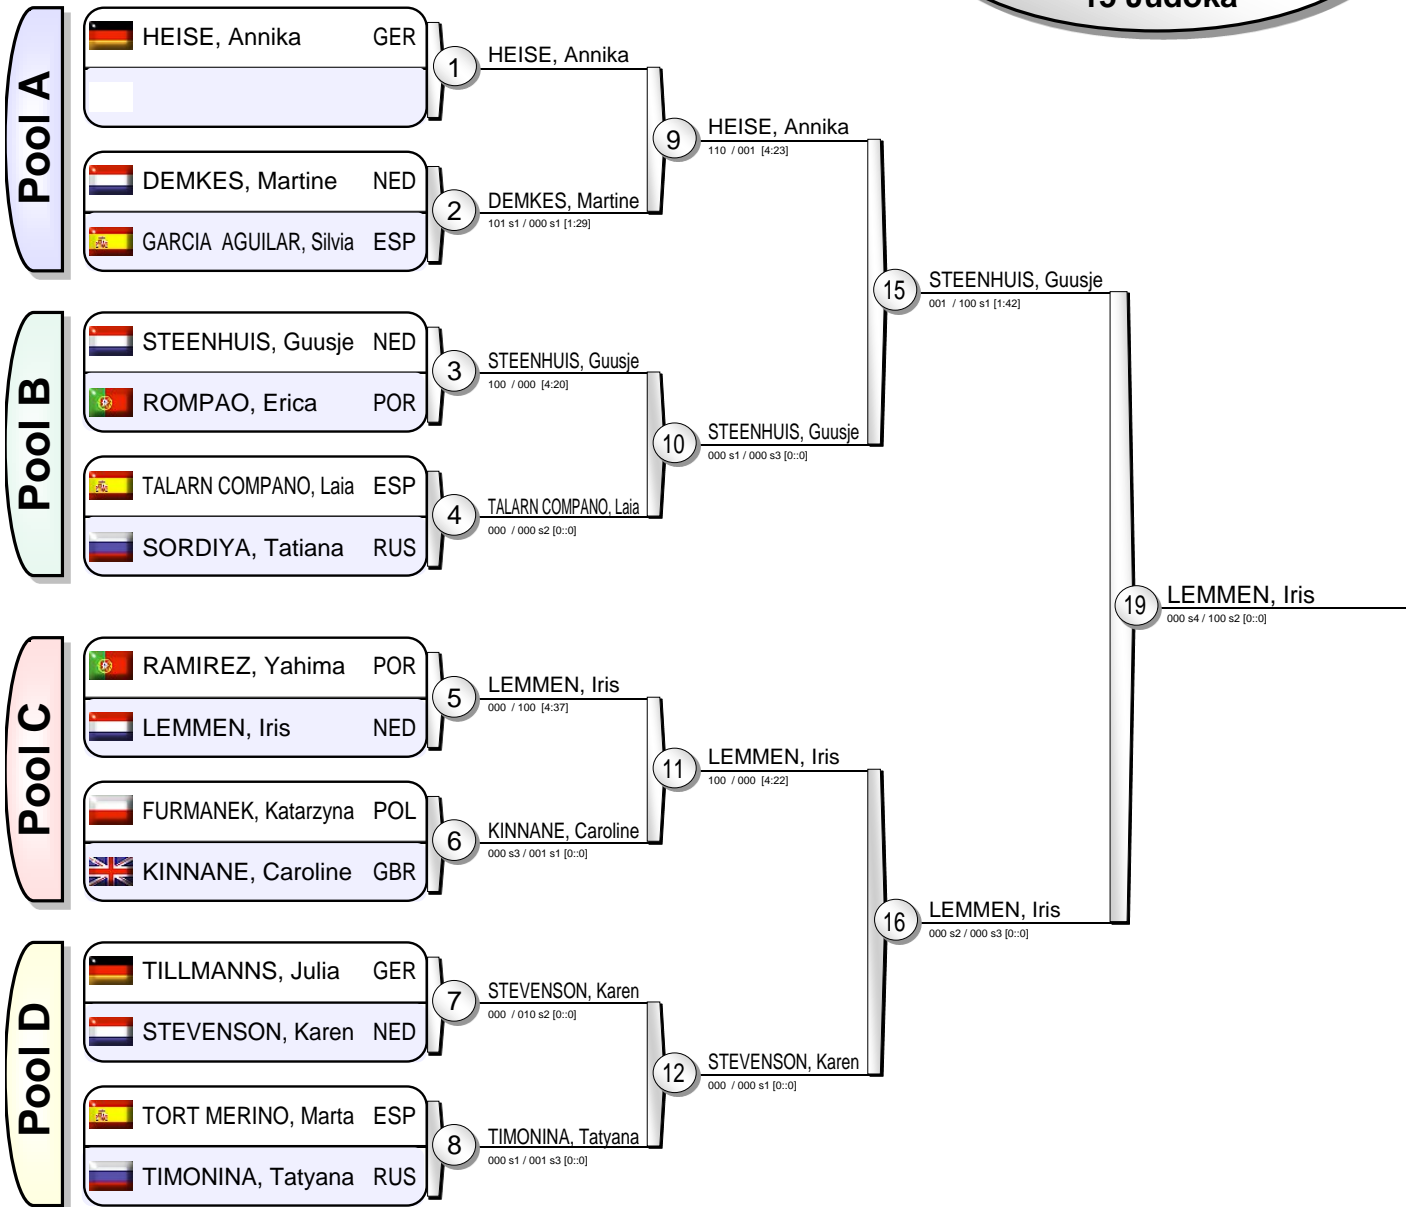 15 Judoka
Pool A
HEISE, Annika GER
DEMKES, Martine NED
GARCIA AGUILAR, Silvia ESP
Pool B
STEENHUIS, Guusje NED
ROMPAO, Erica POR
TALARN COMPANO, Laia ESP
SORDIYA, Tatiana RUS
Pool C
RAMIREZ, Yahima POR
LEMMEN, Iris NED
FURMANEK, Katarzyna POL
KINNANE, Caroline GBR
Pool D
TILLMANNS, Julia GER
STEVENSON, Karen NED
TORT MERINO, Marta ESP
TIMONINA, Tatyana RUS
1 HEISE, Annika
2 DEMKES, Martine
101 s1 / 000 s1 [1:29]
3 STEENHUIS, Guusje
100 / 000 [4:20]
4 TALARN COMPANO, Laia
000 / 000 s2 [0::0]
5 LEMMEN, Iris
000 / 100 [4:37]
6 KINNANE, Caroline
000 s3 / 001 s1 [0::0]
7 STEVENSON, Karen
000 / 010 s2 [0::0]
8 TIMONINA, Tatyana
000 s1 / 001 s3 [0::0]
9 HEISE, Annika
110 / 001 [4:23]
10 STEENHUIS, Guusje
000 s1 / 000 s3 [0::0]
11 LEMMEN, Iris
100 / 000 [4:22]
12 STEVENSON, Karen
000 / 000 s1 [0::0]
15 STEENHUIS, Guusje
001 / 100 s1 [1:42]
16 LEMMEN, Iris
000 s2 / 000 s3 [0::0]
19 LEMMEN, Iris
000 s4 / 100 s2 [0::0]